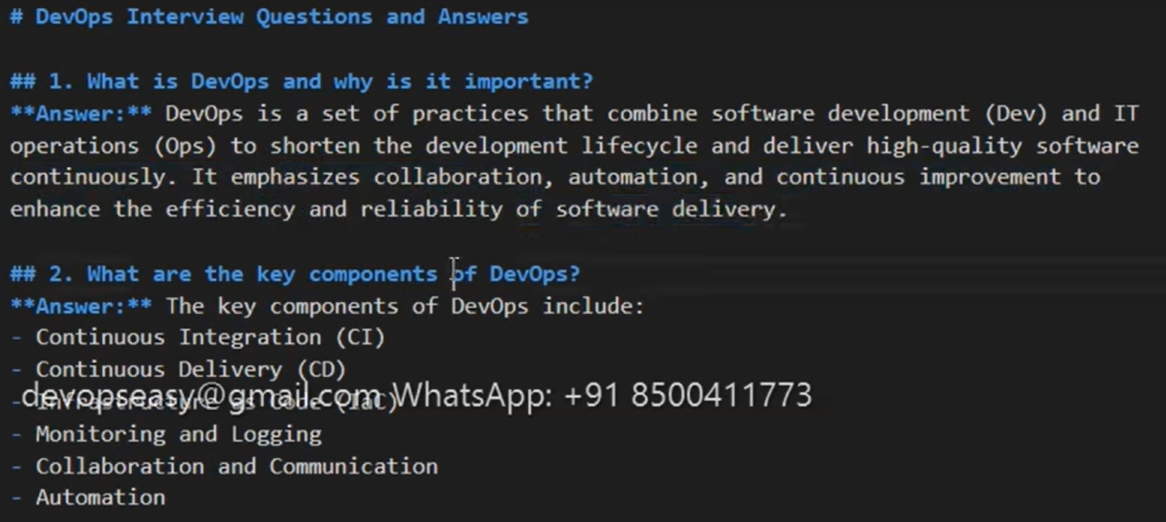 # DevOps Interview Questions and Answers
## 1. What is DevOps and why is it important?
**Answer:** DevOps is a set of practices that combine software development (Dev) and IT
operations (Ops) to shorten the development lifecycle and deliver high-quality software
continuously. It emphasizes collaboration, automation, and continuous improvement to
enhance the efficiency and reliability of software delivery.
## 2. What are the key components of DevOps?
**Answer:** The key components of DevOps include:
- Continuous Integration (CI)
- Continuous Delivery (CD)
devopseasy@gmail.com WhatsApp: +91 8500411773
- Infrastructure as Code (IaC)
- Monitoring and Logging
- Collaboration and Communication
- Automation